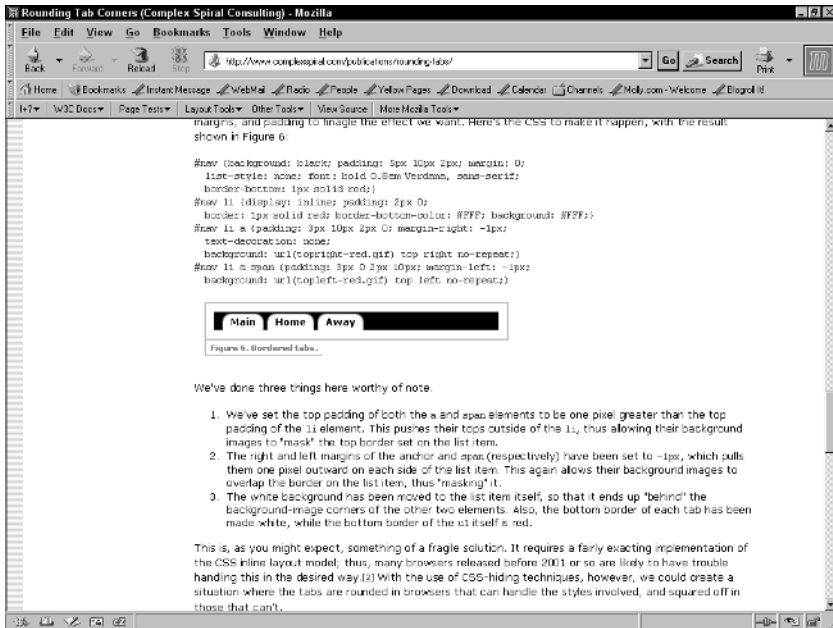 Rounding Tab Corners (Complex Spiral Consulting) - Mozilla
File Edit View Go Bookmarks Tools Window Help
Back Forward Reload Stop http://www.complexspiral.com/publications/rounding-tabs/ Go Search Print
Home Bookmarks Instant Message WebMail Radio People Yellow Pages Download Calendar Channels Molly.com - Welcome Blogroll It!
I+? W3C Docs Page Tests Layout Tools Other Tools View Source More Mozilla Tools
margins, and padding to finagle the effect we want. Here's the CSS to make it happen, with the result
shown in Figure 6:
#nav {background: black; padding: 5px 10px 2px; margin: 0;
list-style: none; font: bold 0.8em Verdana, sans-serif;
border-bottom: 1px solid red;}
#nav li {display: inline; padding: 2px 0;
border: 1px solid red; border-bottom-color: #FFF; background: #FFF;}
#nav li a {padding: 3px 10px 2px 0; margin-right: -1px;
text-decoration: none;
background: url(topright-red.gif) top right no-repeat;}
#nav li a span {padding: 3px 0 2px 10px; margin-left: -1px;
background: url(topleft-red.gif) top left no-repeat;}
Main Home Away
Figure 6. Bordered tabs.
We've done three things here worthy of note.
1. We've set the top padding of both the a and span elements to be one pixel greater than the top
padding of the li element. This pushes their tops outside of the li, thus allowing their background
images to "mask" the top border set on the list item.
2. The right and left margins of the anchor and span (respectively) have been set to -1px, which pulls
them one pixel outward on each side of the list item. This again allows their background images to
overlap the border on the list item, thus "masking" it.
3. The white background has been moved to the list item itself, so that it ends up "behind" the
background-image corners of the other two elements. Also, the bottom border of each tab has been
made white, while the bottom border of the ul itself is red.
This is, as you might expect, something of a fragile solution. It requires a fairly exacting implementation of
the CSS inline layout model; thus, many browsers released before 2001 or so are likely to have trouble
handling this in the desired way.[2] With the use of CSS-hiding techniques, however, we could create a
situation where the tabs are rounded in browsers that can handle the styles involved, and squared off in
those that can't.